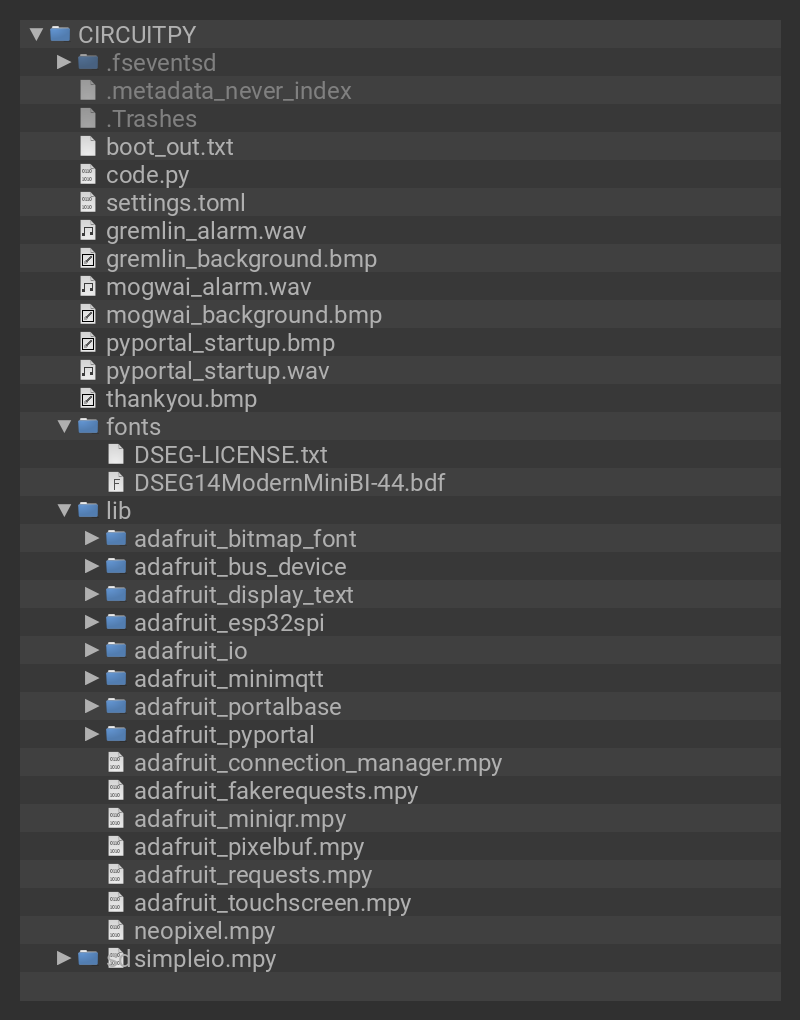 CIRCUITPY
.fseventsd
.metadata_never_index
.Trashes
boot_out.txt
code.py
settings.toml
gremlin_alarm.wav
gremlin_background.bmp
mogwai_alarm.wav
mogwai_background.bmp
pyportal_startup.bmp
pyportal_startup.wav
thankyou.bmp
fonts
DSEG-LICENSE.txt
DSEG14ModernMiniBI-44.bdf
lib
adafruit_bitmap_font
adafruit_bus_device
adafruit_display_text
adafruit_esp32spi
adafruit_io
adafruit_minimqtt
adafruit_portalbase
adafruit_pyportal
adafruit_connection_manager.mpy
adafruit_fakerequests.mpy
adafruit_miniqr.mpy
adafruit_pixelbuf.mpy
adafruit_requests.mpy
adafruit_touchscreen.mpy
neopixel.mpy
sd simpleio.mpy